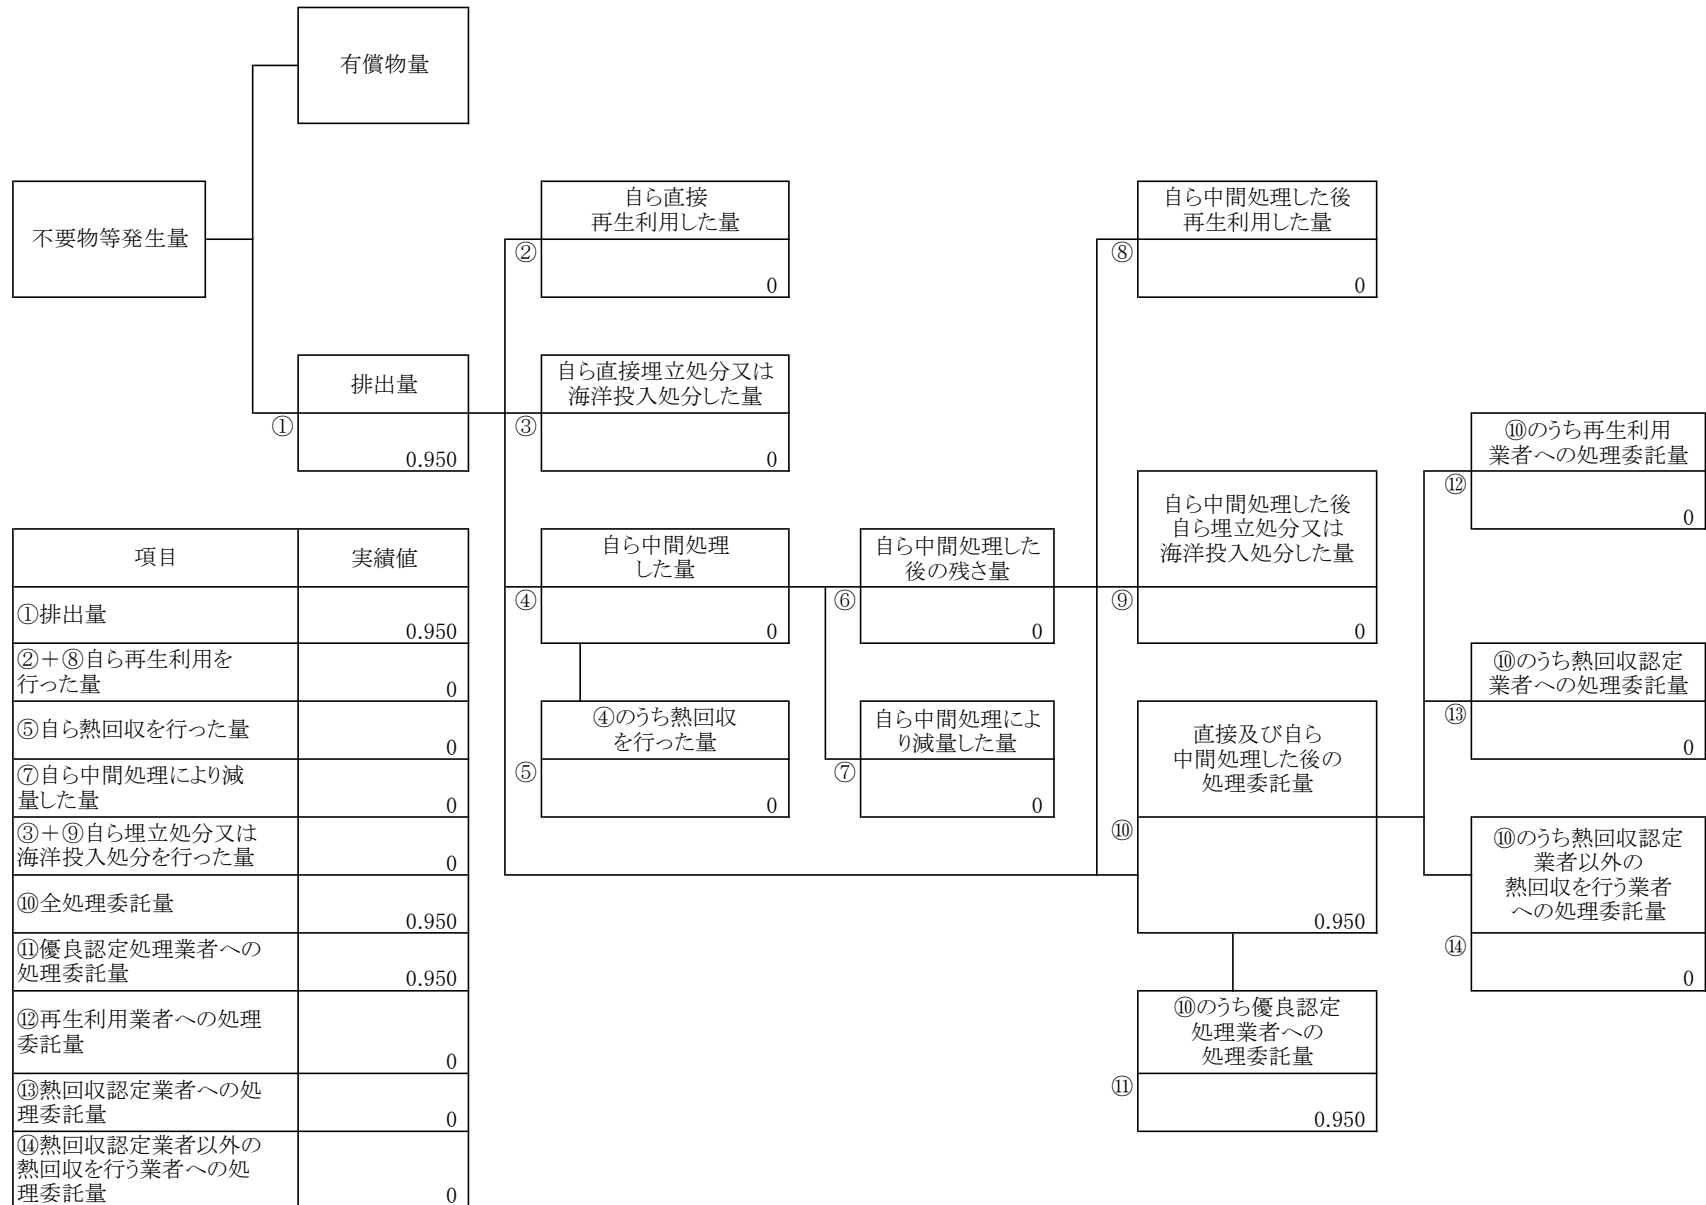 有償物量
不要物等発生量
自ら直接
再生利用した量
②
0
自ら中間処理した後
再生利用した量
⑧
0
排出量
①
0.950
自ら直接埋立処分又は
海洋投入処分した量
③
0
⑩のうち再生利用
業者への処理委託量
⑫
0
自ら中間処理
した量
④
0
自ら中間処理した
後の残さ量
⑥
0
自ら中間処理した後
自ら埋立処分又は
海洋投入処分した量
⑨
0
④のうち熱回収
を行った量
⑤
0
自ら中間処理によ
り減量した量
⑦
0
直接及び自ら
中間処理した後の
処理委託量
⑩
0.950
⑩のうち熱回収認定
業者への処理委託量
⑬
0
⑩のうち熱回収認定
業者以外の
熱回収を行う業者
への処理委託量
⑭
0
⑩のうち優良認定
処理業者への
処理委託量
⑪
0.950
項目 実績値
①排出量
0.950
②+⑧自ら再生利用を
行った量 0
⑤自ら熱回収を行った量
0
⑦自ら中間処理により減
量した量 0
③+⑨自ら埋立処分又は
海洋投入処分を行った量 0
⑩全処理委託量
0.950
⑪優良認定処理業者への
処理委託量 0.950
⑫再生利用業者への処理
委託量 0
⑬熱回収認定業者への処
理委託量 0
⑭熱回収認定業者以外の
熱回収を行う業者への処
理委託量 0